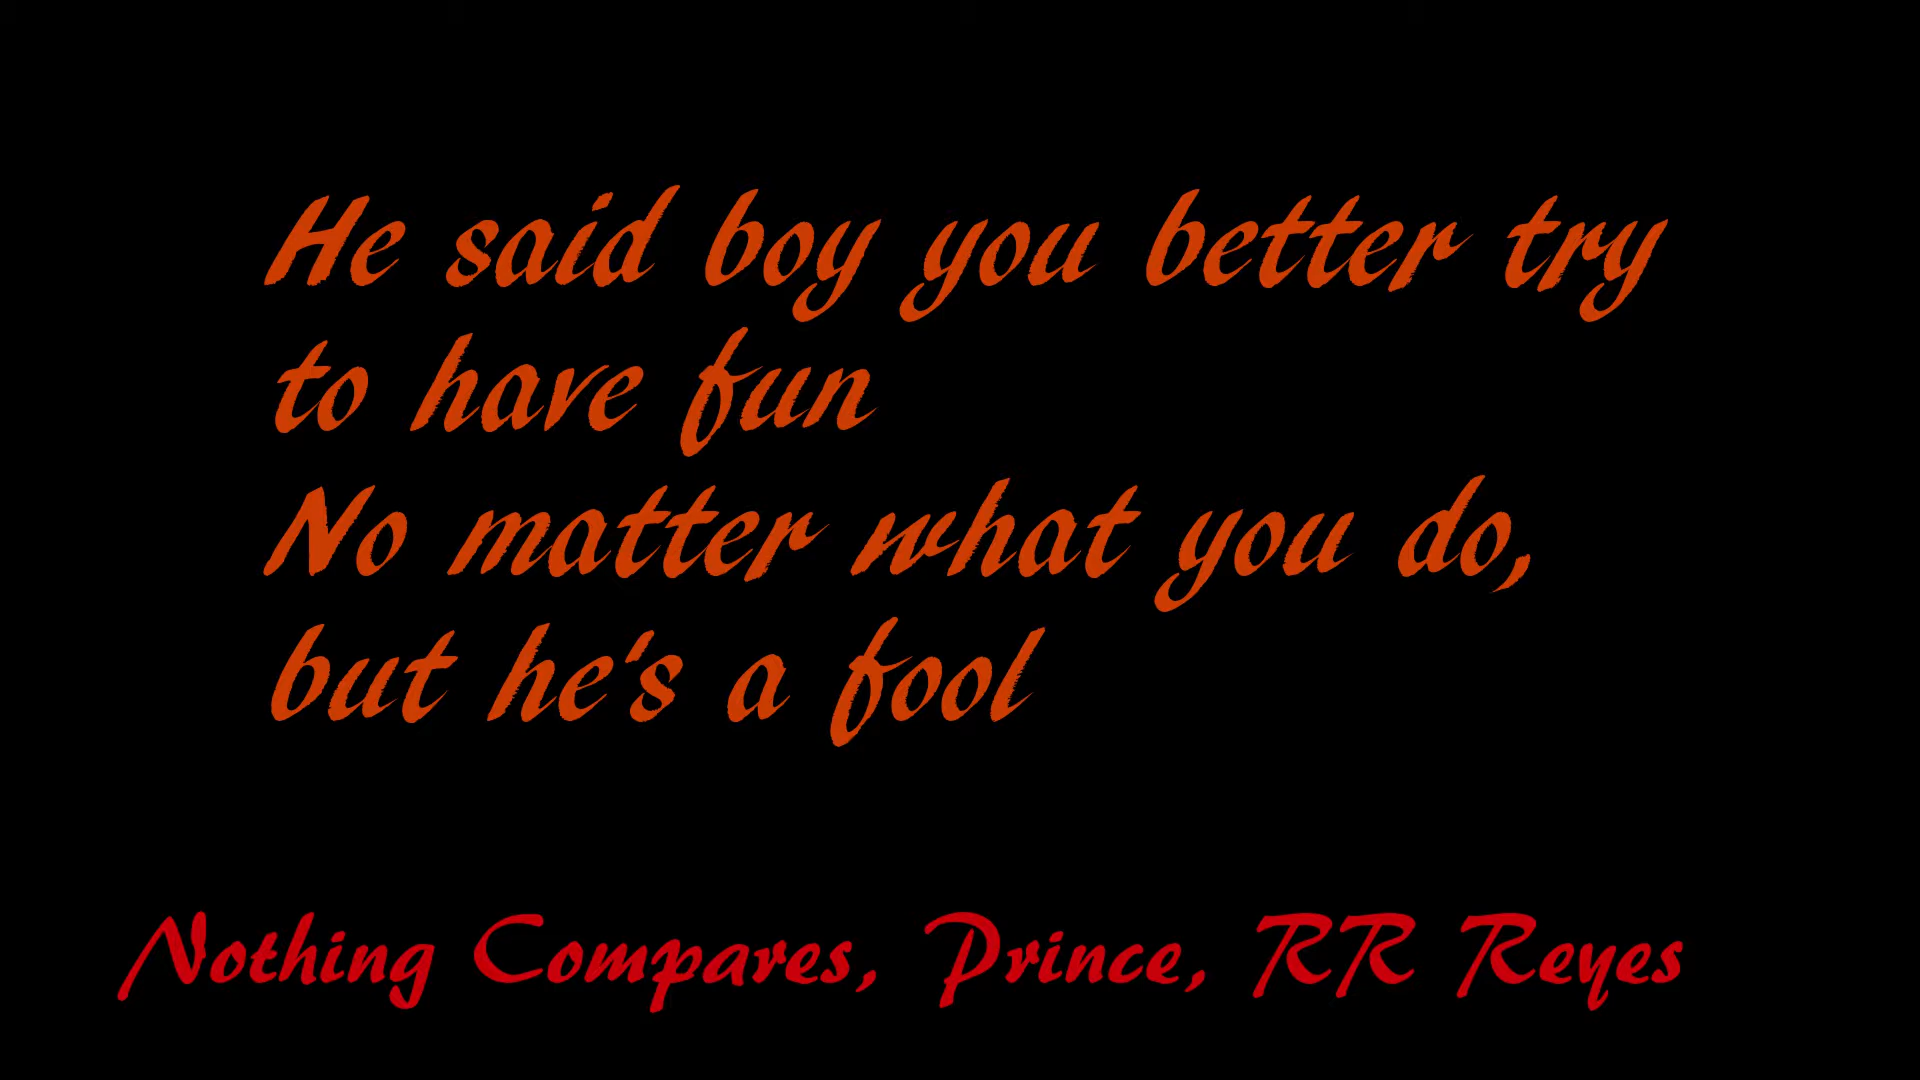 He said boy you better try
to have fun
No matter what you do,
but he's a fool
Nothing Compares, Prince, RR Reyes